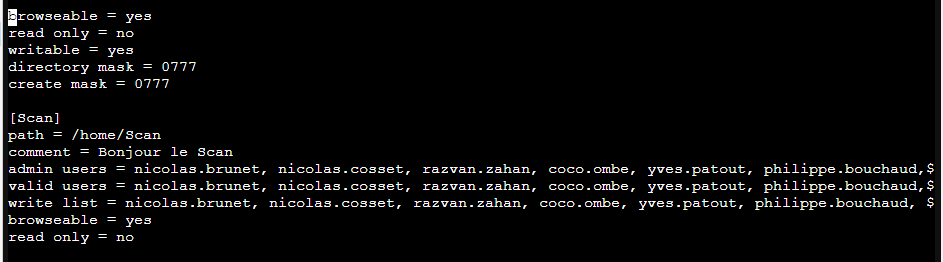 browseable = yes
read only = no
writable = yes
directory mask = 0777
create mask = 0777
[Scan]
path = /home/Scan
comment = Bonjour le Scan
admin users = nicolas.brunet, nicolas.cosset, razvan.zahan, coco.ombe, yves.patout, philippe.bouchaud,$
valid users = nicolas.brunet, nicolas.cosset, razvan.zahan, coco.ombe, yves.patout, philippe.bouchaud,$
write list = nicolas.brunet, nicolas.cosset, razvan.zahan, coco.ombe, yves.patout, philippe.bouchaud, $
browseable = yes
read only = no